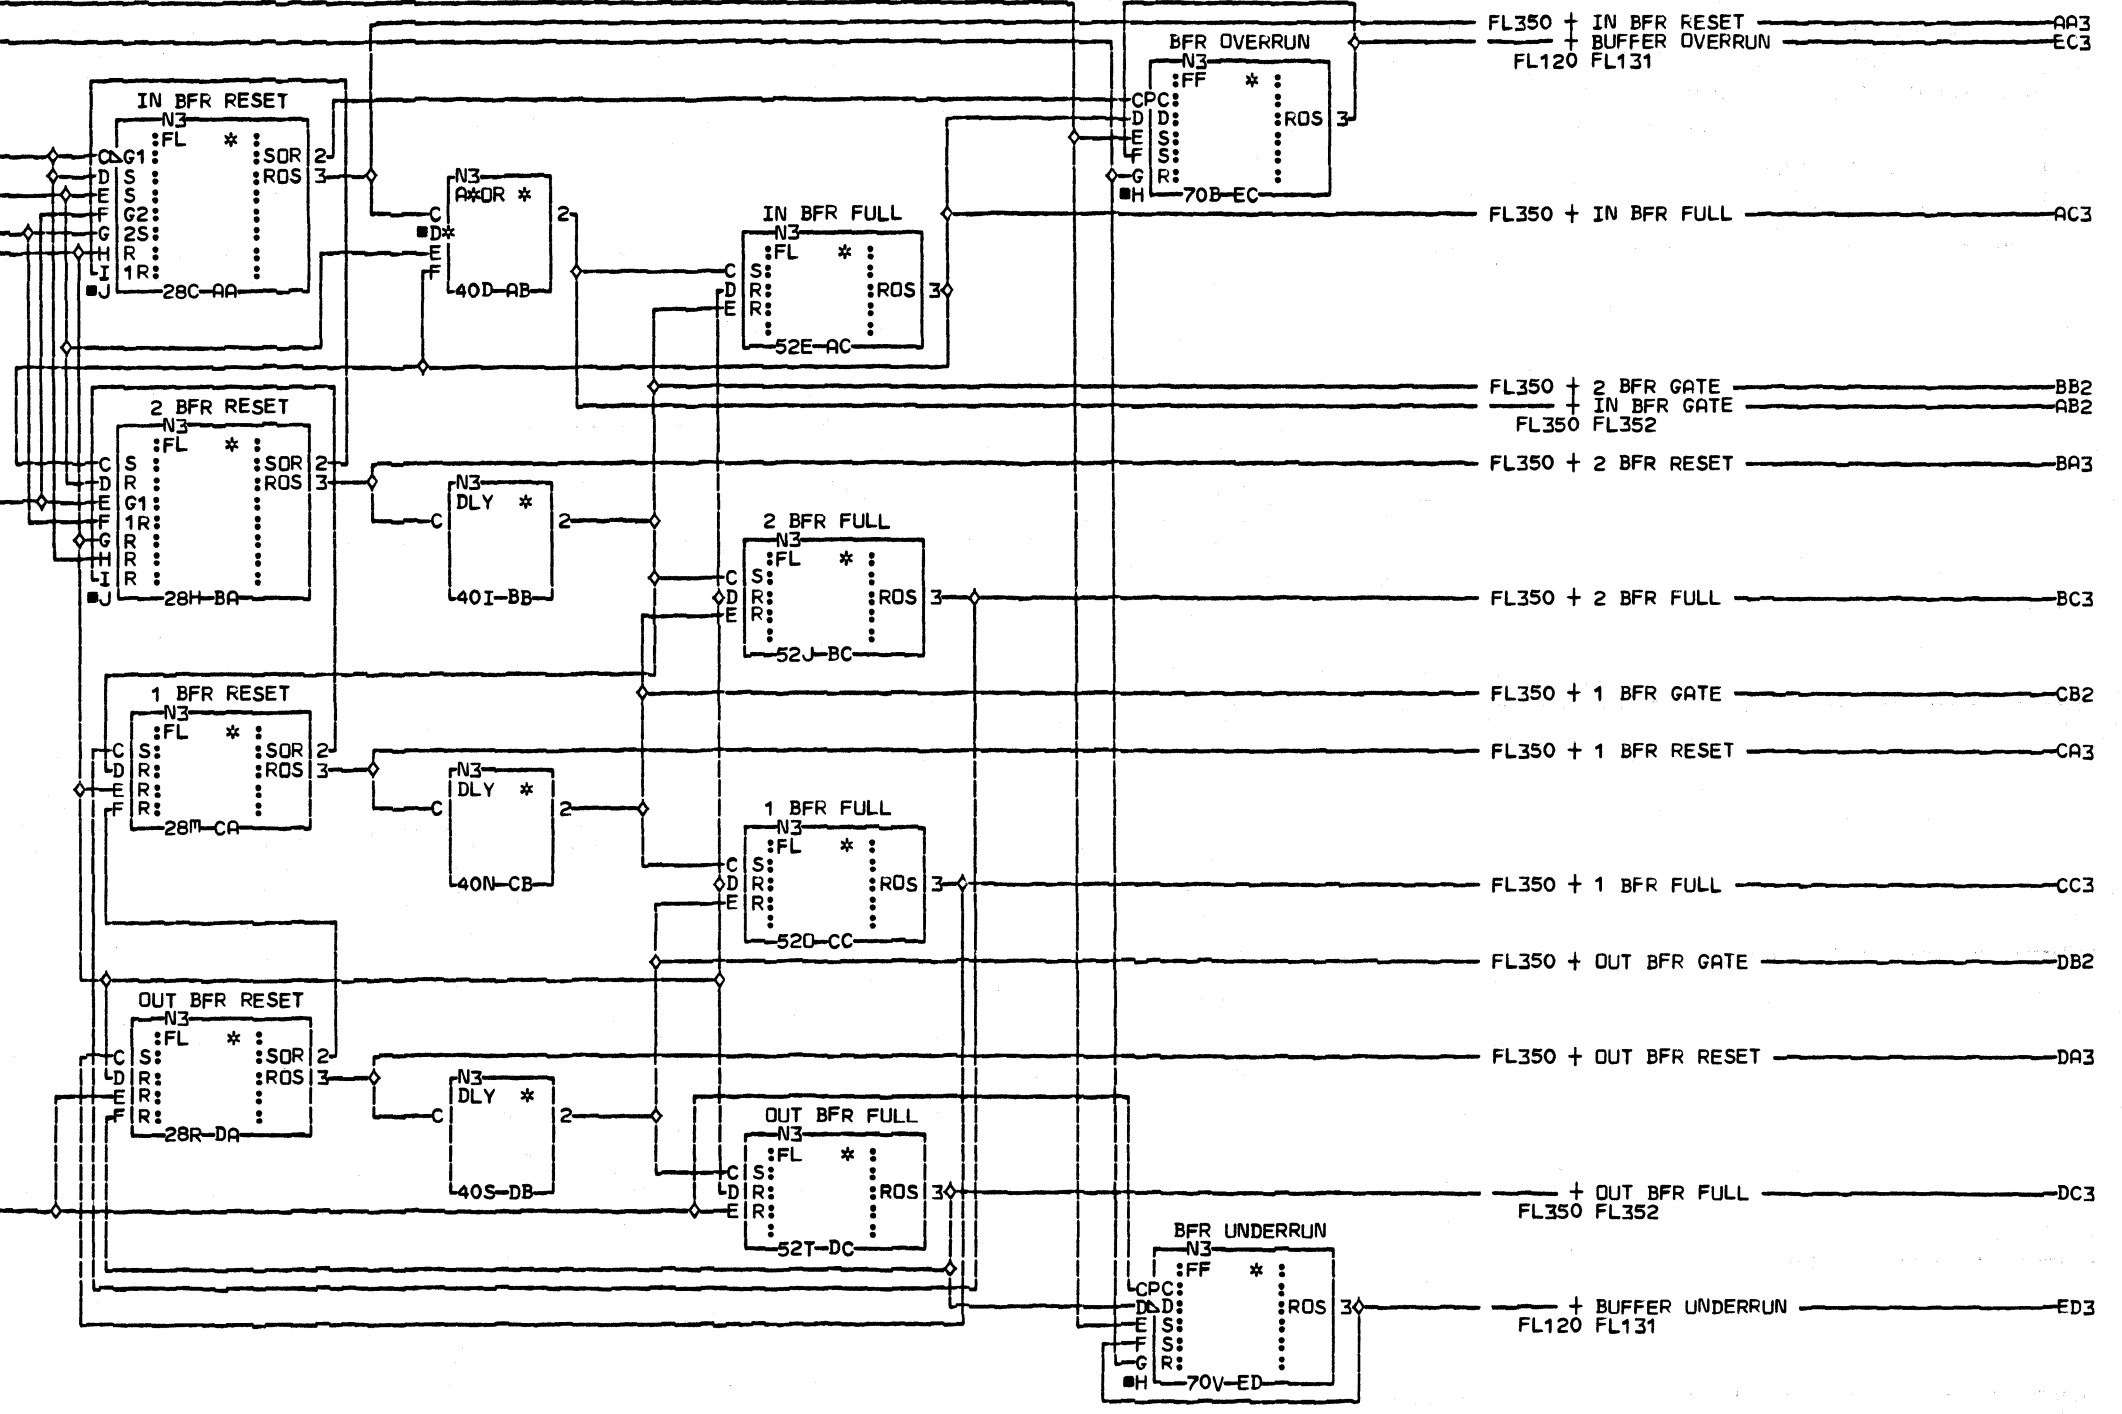 FL350 + IN BFR RESET AA3
BFR OVERRUN + BUFFER OVERRUN EC3
N3 FL120 FL131
FF *
IN BFR RESET CPC
N3 D D ROS 3
FL * E S
C G1 SOR 2 F S
D S ROS 3 N3 G R
E S A*OR * ■H 70B-EC
F G2 C 2 IN BFR FULL FL350 + IN BFR FULL AC3
G 2S ■D* N3
H R E FL *
I 1R F C S
■J 28C-AA 40D-AB D R ROS 3
E R
52E-AC
FL350 + 2 BFR GATE BB2
2 BFR RESET + IN BFR GATE AB2
N3 FL350 FL352
FL *
C S SOR 2 FL350 + 2 BFR RESET BA3
D R ROS 3 N3
E G1 DLY *
F 1R C 2 2 BFR FULL
G R N3
H R FL *
I R C S
■J 28H-BA 40I-BB D R ROS 3 FL350 + 2 BFR FULL BC3
E R
52J-BC
1 BFR RESET FL350 + 1 BFR GATE CB2
N3
FL *
C S SOR 2 FL350 + 1 BFR RESET CA3
D R ROS 3 N3
E R DLY *
F R C 2 1 BFR FULL
28M-CA N3
FL *
C S
40N-CB D R ROS 3 FL350 + 1 BFR FULL CC3
E R
52O-CC
FL350 + OUT BFR GATE DB2
OUT BFR RESET
N3
FL *
C S SOR 2 FL350 + OUT BFR RESET DA3
D R ROS 3 N3
E R DLY *
F R C 2 OUT BFR FULL
28R-DA N3
FL *
C S
40S-DB D R ROS 3 + OUT BFR FULL DC3
E R FL350 FL352
BFR UNDERRUN
52T-DC N3
FF *
CPC
D D ROS 3 + BUFFER UNDERRUN ED3
E S FL120 FL131
F S
G R
■H 70V-ED